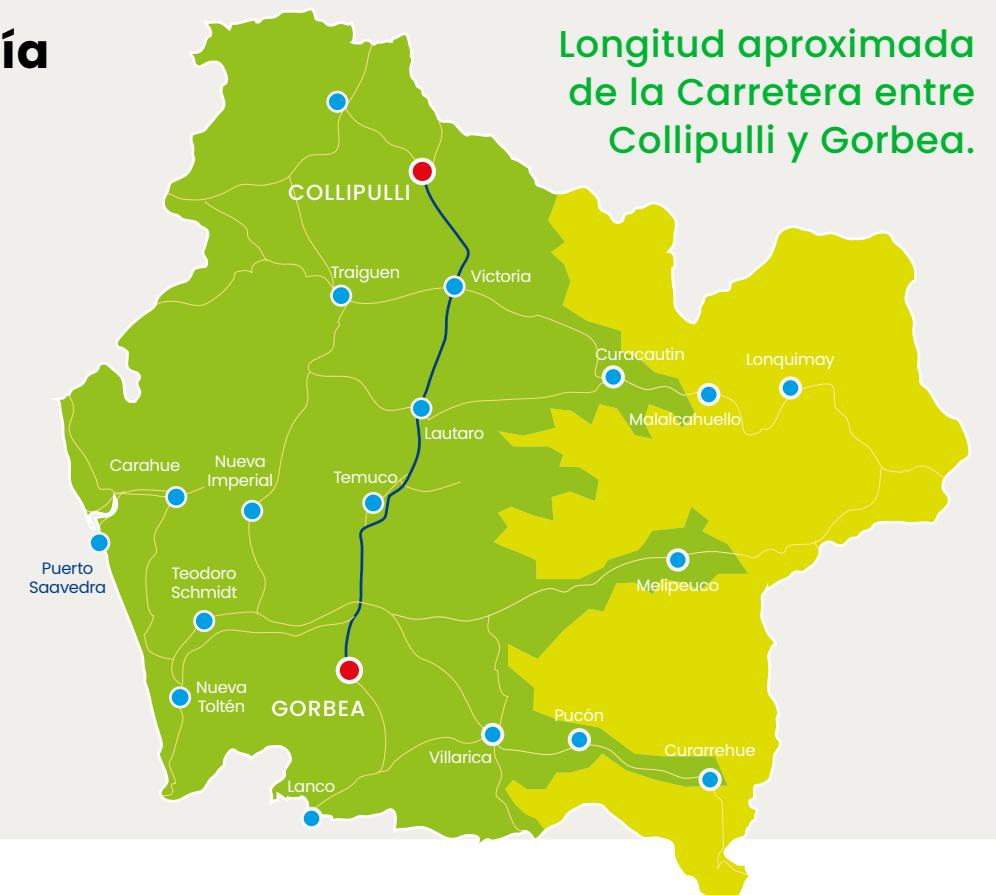 ía
Longitud aproximada
de la Carretera entre
Collipulli y Gorbea.
COLLIPULLI
Traiguen
Victoria
Curacautin
Lonquimay
Malalcahuello
Lautaro
Carahue
Nueva
Imperial
Temuco
Puerto
Saavedra
Teodoro
Schmidt
Melipeuco
Nueva
Toltén
GORBEA
Pucón
Villarica
Curarrehue
Lanco